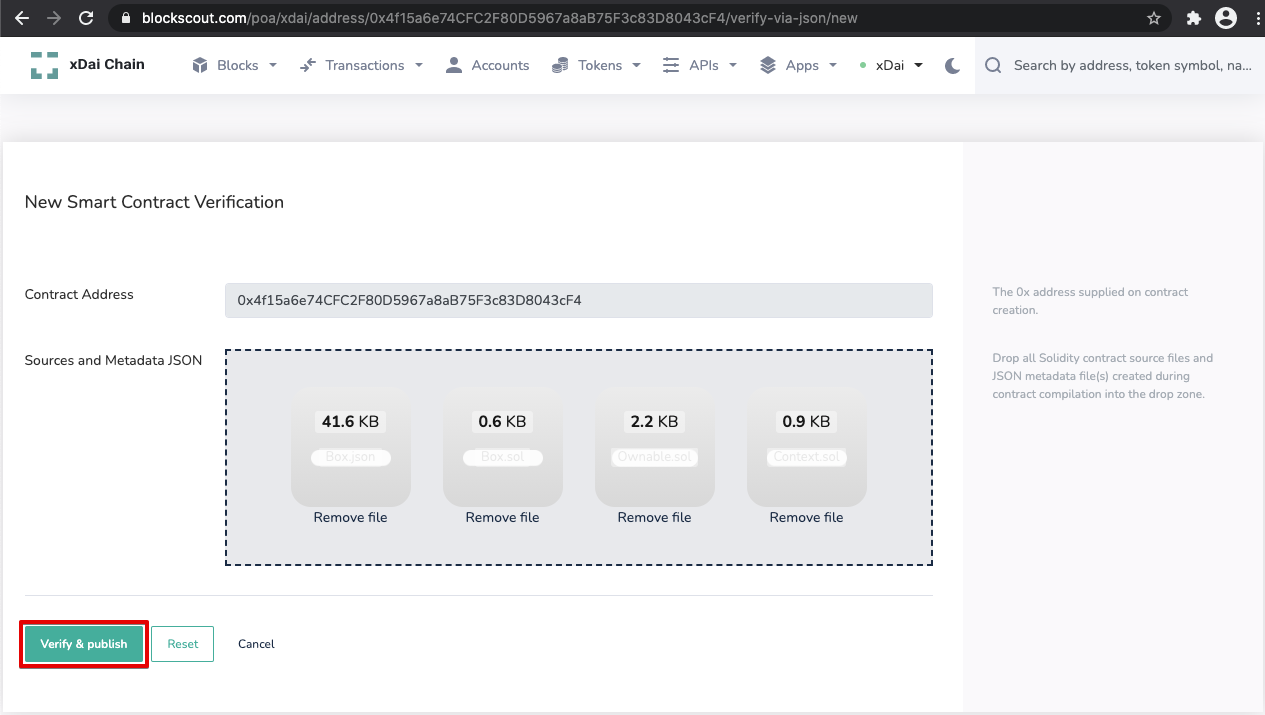 blockscout.com/poa/xdai/address/0x4f15a6e74CFC2F80D5967a8aB75F3c83D8043cF4/verify-via-json/new
xDai Chain Blocks Transactions Accounts Tokens APIs Apps xDai Search by address, token symbol, na...
New Smart Contract Verification
Contract Address
0x4f15a6e74CFC2F80D5967a8aB75F3c83D8043cF4
The 0x address supplied on contract
creation.
Sources and Metadata JSON
41.6 KB 0.6 KB 2.2 KB 0.9 KB
Box.json Box.sol Ownable.sol Context.sol
Remove file Remove file Remove file Remove file
Drop all Solidity contract source files and
JSON metadata file(s) created during
contract compilation into the drop zone.
Verify & publish Reset Cancel